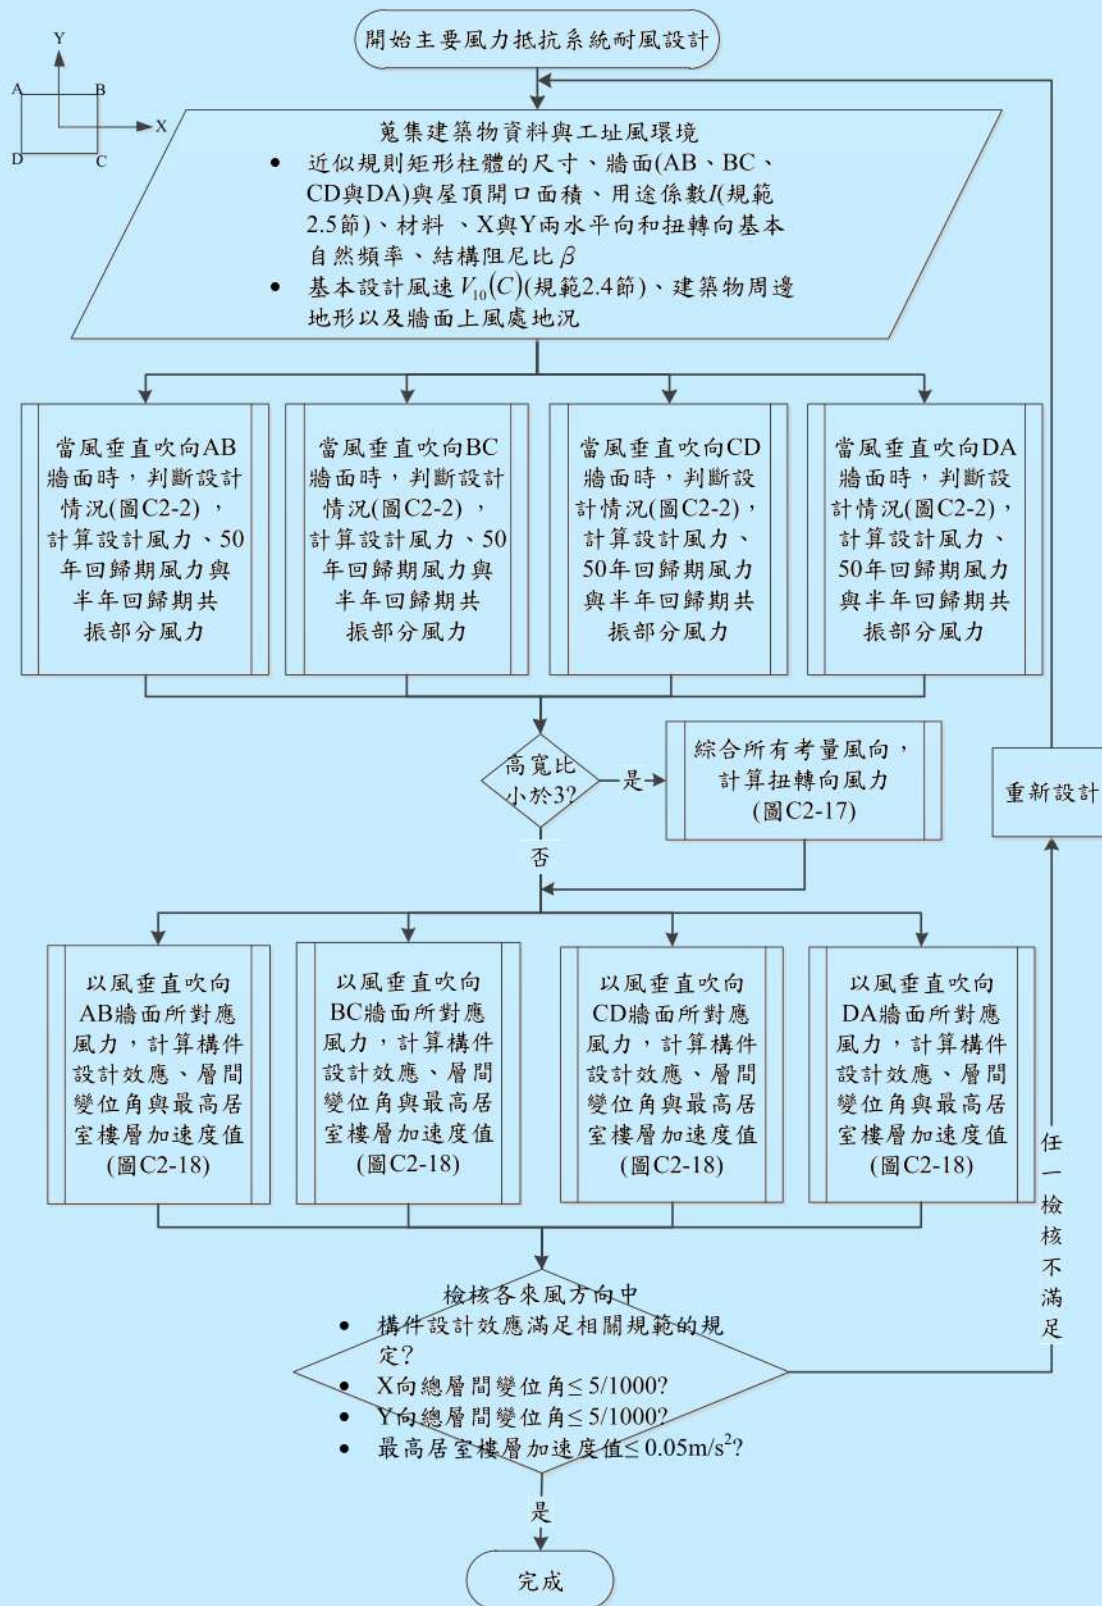 開始主要風力抵抗系統耐風設計
Y
A
B
X
D
C
蒐集建築物資料與工址風環境
• 近似規則矩形柱體的尺寸、牆面(AB、BC、
CD與DA)與屋頂開口面積、用途係數I(規範
2.5節)、材料、X與Y兩水平向和扭轉向基本
自然頻率、結構阻尼比β
• 基本設計風速V₁₀(C)(規範2.4節)、建築物周邊
地形以及牆面上風處地況
當風垂直吹向AB
牆面時,判斷設計
情況(圖C2-2),
計算設計風力、50
年回歸期風力與
半年回歸期共
振部分風力
當風垂直吹向BC
牆面時,判斷設計
情況(圖C2-2),
計算設計風力、50
年回歸期風力與
半年回歸期共
振部分風力
當風垂直吹向CD
牆面時,判斷設
計情況(圖C2-2),
計算設計風力、
50年回歸期風力
與半年回歸期共
振部分風力
當風垂直吹向DA
牆面時,判斷設
計情況(圖C2-2),
計算設計風力、
50年回歸期風力
與半年回歸期共
振部分風力
高寬比
小於3?
是
綜合所有考量風向,
計算扭轉向風力
(圖C2-17)
重新設計
否
以風垂直吹向
AB牆面所對應
風力,計算構件
設計效應、層間
變位角與最高居
室樓層加速度值
(圖C2-18)
以風垂直吹向
BC牆面所對應
風力,計算構件
設計效應、層間
變位角與最高居
室樓層加速度值
(圖C2-18)
以風垂直吹向
CD牆面所對應
風力,計算構件
設計效應、層間
變位角與最高居
室樓層加速度值
(圖C2-18)
以風垂直吹向
DA牆面所對應
風力,計算構件
設計效應、層間
變位角與最高居
室樓層加速度值
(圖C2-18)
任一檢核不滿足
檢核各來風方向中
• 構件設計效應滿足相關規範的規
定?
• X向總層間變位角≤5/1000?
• Y向總層間變位角≤5/1000?
• 最高居室樓層加速度值≤0.05m/s²?
是
完成